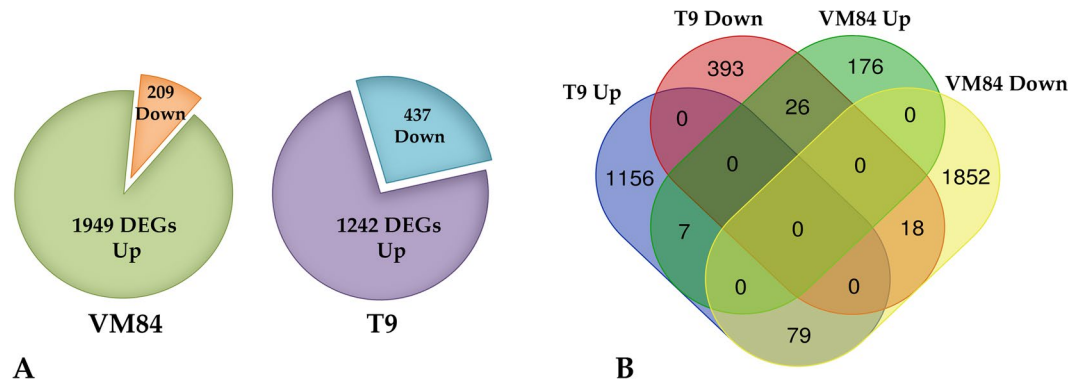 209
Down
1949 DEGs
Up
VM84
437
Down
1242 DEGs
Up
T9
A
T9 Down
VM84 Up
T9 Up
VM84 Down
393
176
0
26
0
1156
0
0
1852
7
0
18
0
0
79
B